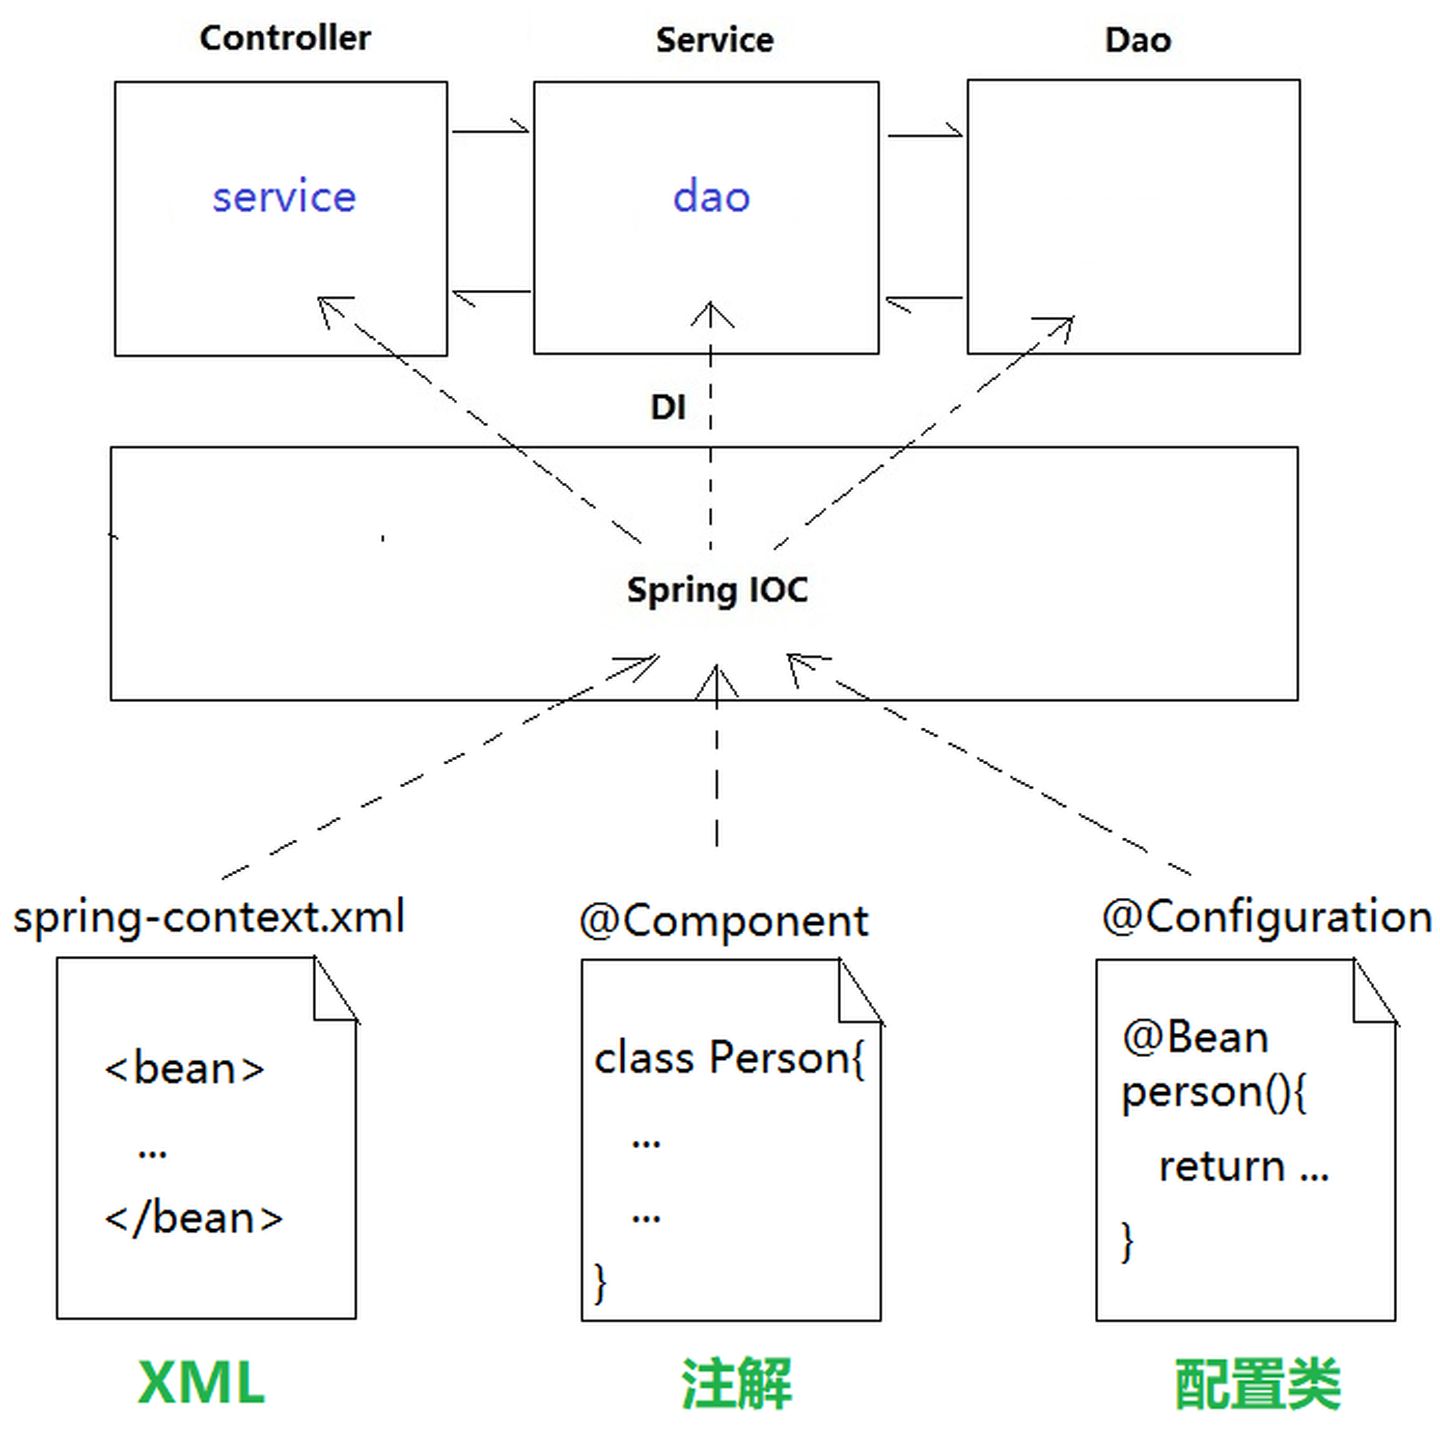 Controller
Service
Dao
service
dao
DI
Spring IOC
spring-context.xml
@Component
@Configuration
<bean>
...
</bean>
class Person{
...
...
}
@Bean
person(){
return ...
}
XML
注解
配置类